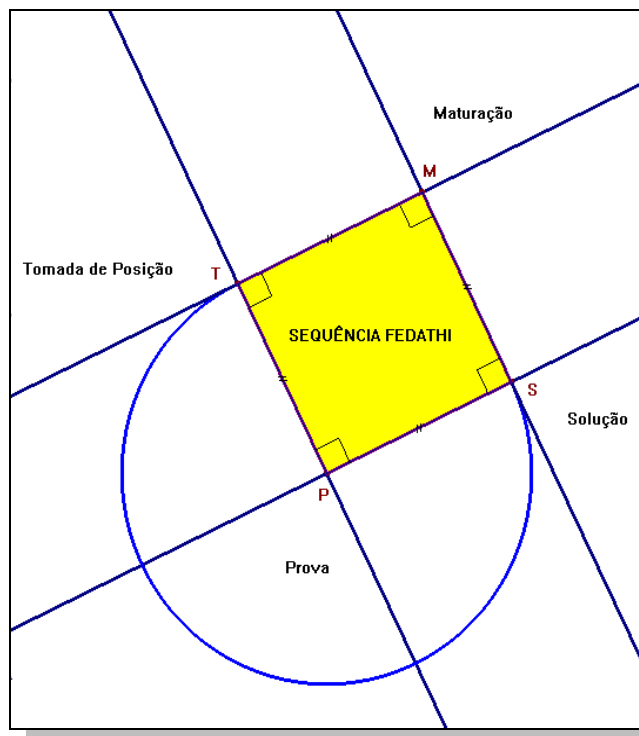 Maturação
M
Tomada de Posição
T
SEQUÊNCIA FEDATHI
S
Solução
P
Prova